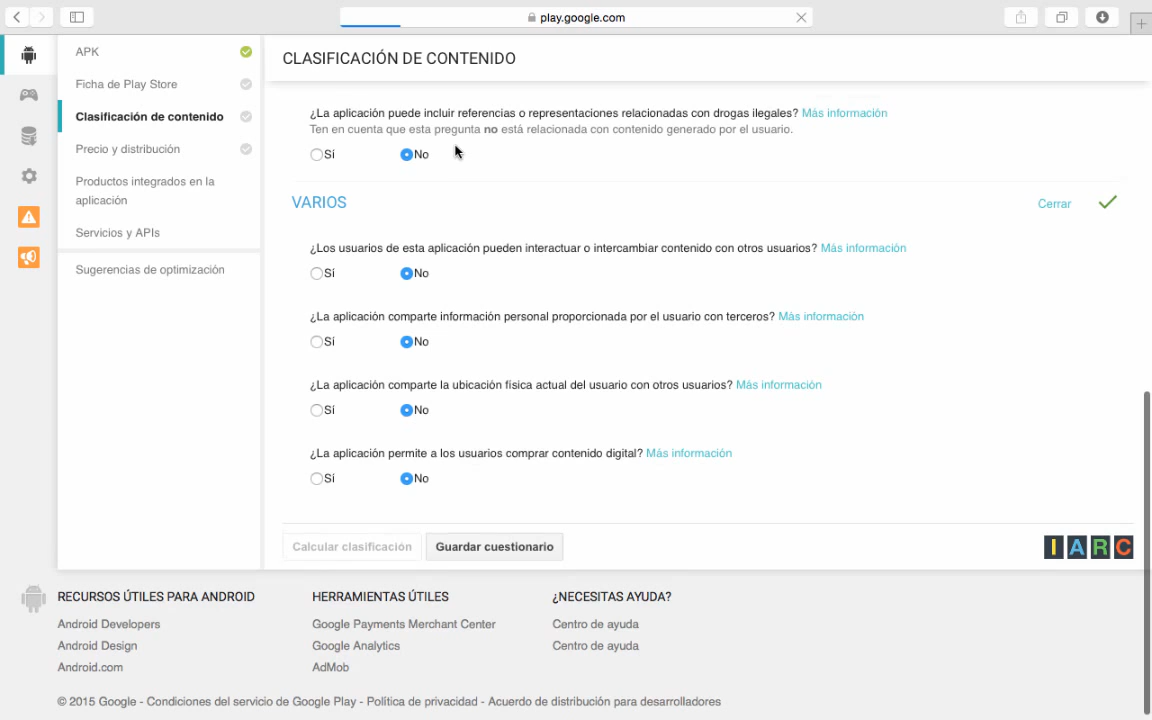 play.google.com
APK
Ficha de Play Store
Clasificación de contenido
Precio y distribución
Productos integrados en la
aplicación
Servicios y APIs
Sugerencias de optimización
CLASIFICACIÓN DE CONTENIDO
¿La aplicación puede incluir referencias o representaciones relacionadas con drogas ilegales? Más información
Ten en cuenta que esta pregunta no está relacionada con contenido generado por el usuario.
Sí No
VARIOS Cerrar
¿Los usuarios de esta aplicación pueden interactuar o intercambiar contenido con otros usuarios? Más información
Sí No
¿La aplicación comparte información personal proporcionada por el usuario con terceros? Más información
Sí No
¿La aplicación comparte la ubicación física actual del usuario con otros usuarios? Más información
Sí No
¿La aplicación permite a los usuarios comprar contenido digital? Más información
Sí No
Calcular clasificación Guardar cuestionario IARC
RECURSOS ÚTILES PARA ANDROID HERRAMIENTAS ÚTILES ¿NECESITAS AYUDA?
Android Developers Google Payments Merchant Center Centro de ayuda
Android Design Google Analytics Centro de ayuda
Android.com AdMob
© 2015 Google - Condiciones del servicio de Google Play - Política de privacidad - Acuerdo de distribución para desarrolladores